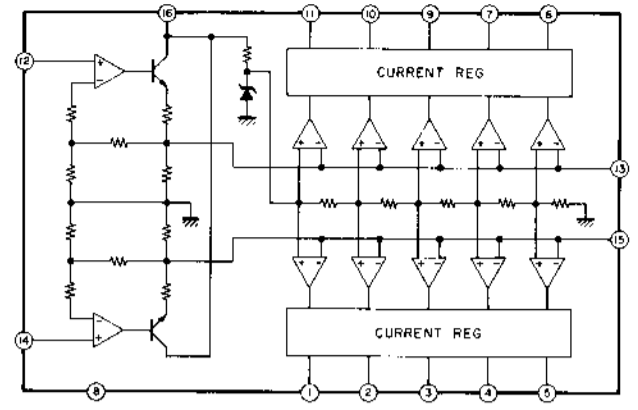 16 11 10 9 7 6
CURRENT REG
12
+
-
+ - + - + - + - + -
13
15
+ - + - + - + - + -
-
+
14
CURRENT REG
8 1 2 3 4 5